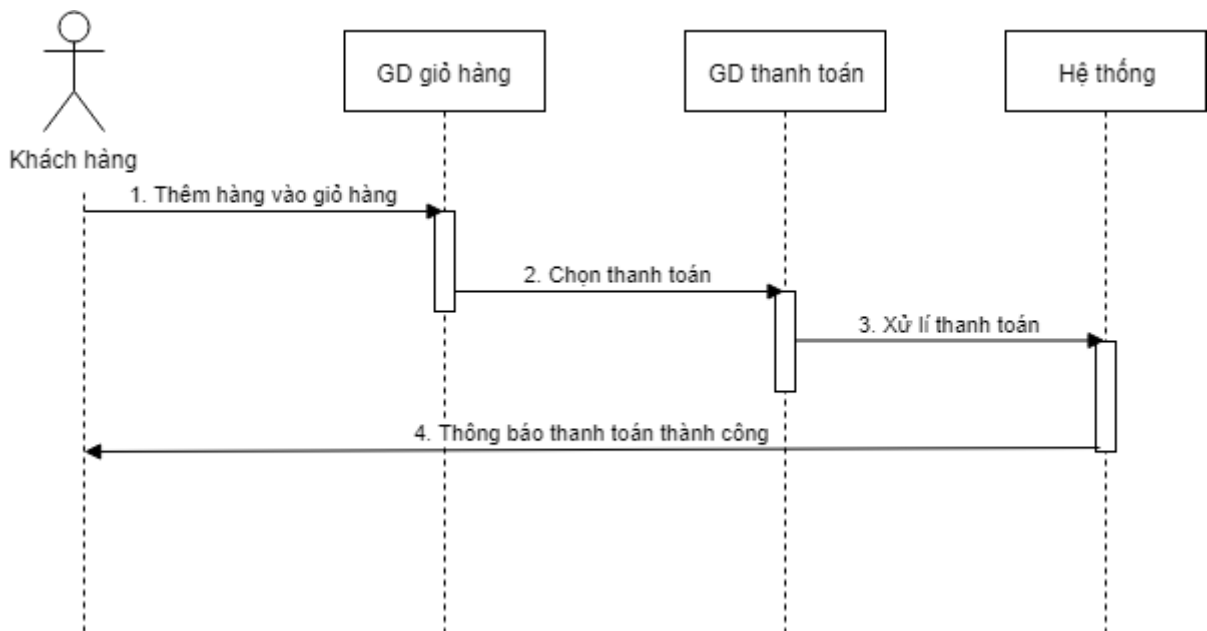 GD giỏ hàng
GD thanh toán
Hệ thống
Khách hàng
1. Thêm hàng vào giỏ hàng
2. Chọn thanh toán
3. Xử lí thanh toán
4. Thông báo thanh toán thành công